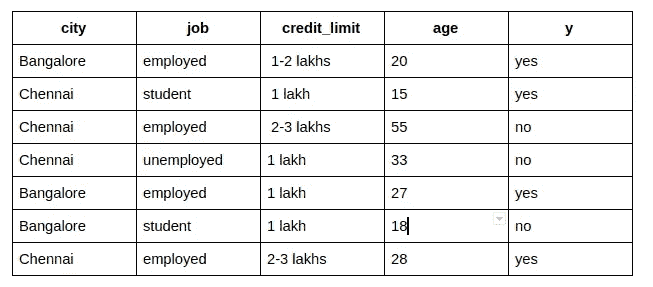 city job credit_limit age y
Bangalore employed 1-2 lakhs 20 yes
Chennai student 1 lakh 15 yes
Chennai employed 2-3 lakhs 55 no
Chennai unemployed 1 lakh 33 no
Bangalore employed 1 lakh 27 yes
Bangalore student 1 lakh 18 no
Chennai employed 2-3 lakhs 28 yes